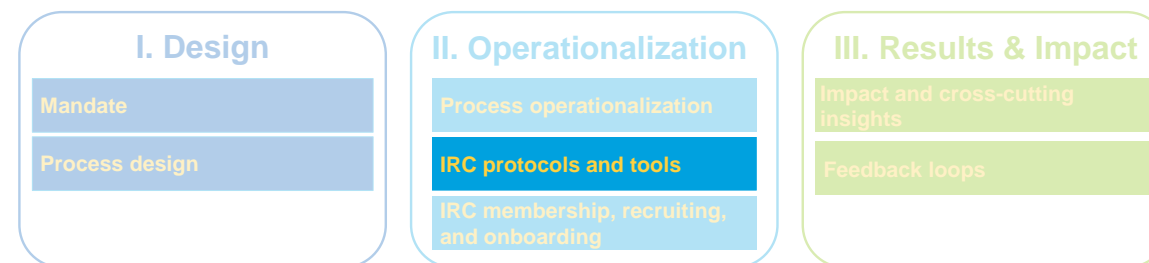 I. Design
Mandate
Process design
II. Operationalization
Process operationalization
IRC protocols and tools
IRC membership, recruiting,
and onboarding
III. Results & Impact
Impact and cross-cutting
insights
Feedback loops